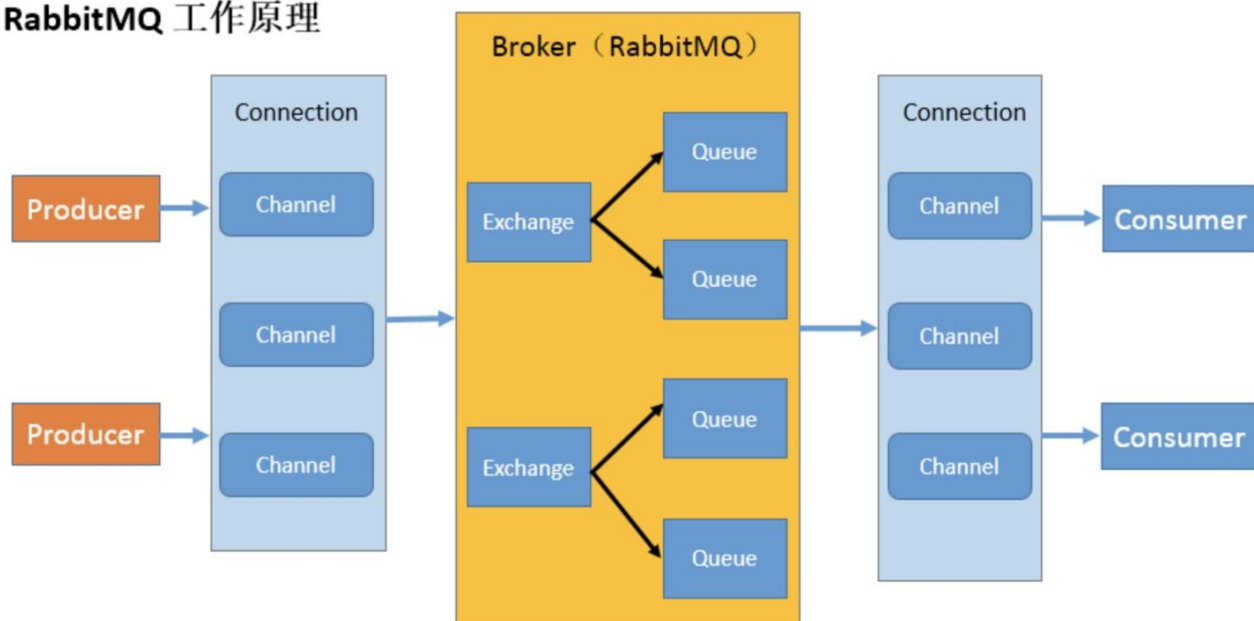 RabbitMQ 工作原理
Broker（RabbitMQ）
Connection
Connection
Queue
Producer
Channel
Exchange
Channel
Consumer
Queue
Channel
Channel
Queue
Producer
Channel
Exchange
Channel
Consumer
Queue